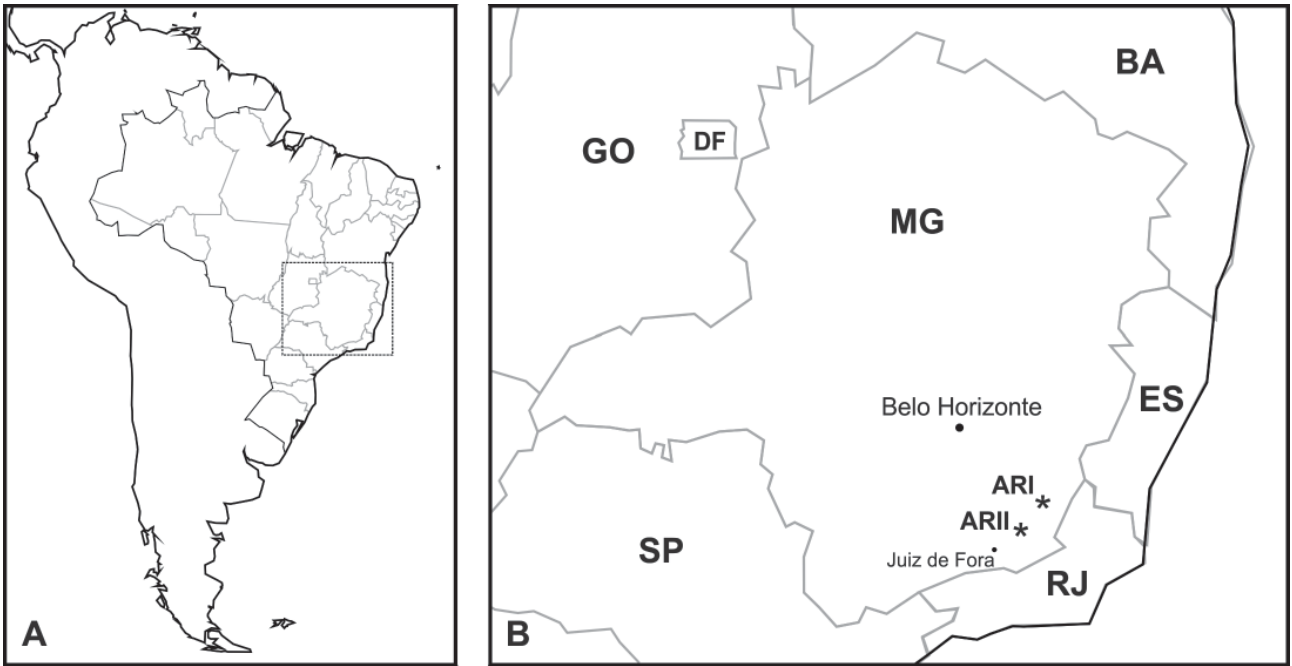 A
BA
GO
DF
MG
Belo Horizonte
ES
ARI *
ARII *
SP
Juiz de Fora
RJ
B